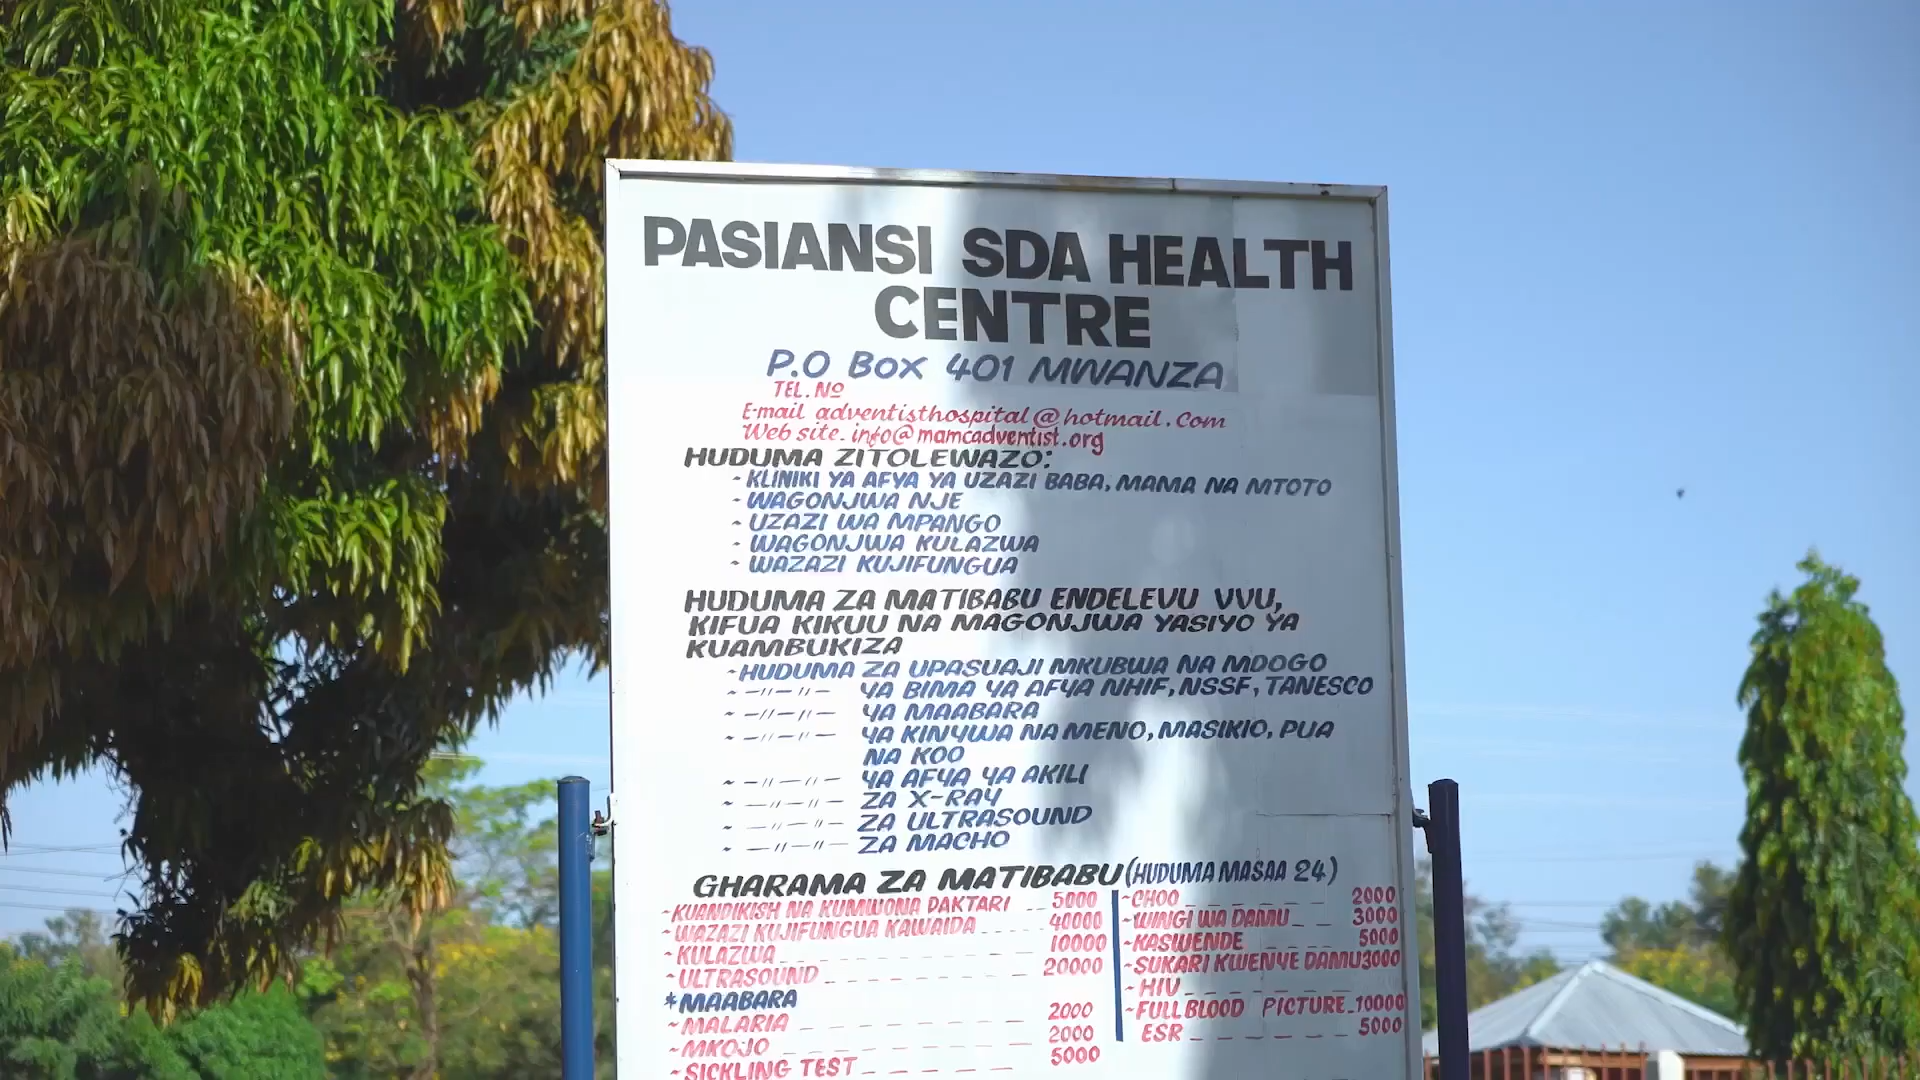 PASIANSI SDA HEALTH
CENTRE
P.O Box 401 MWANZA
TEL. No
E-mail adventisthospital@hotmail.Com
Web site. info@mamcadventist.org
HUDUMA ZITOLEWAZO:
- KLINIKI YA AFYA YA UZAZI BABA, MAMA NA MTOTO
- WAGONJWA NJE
~ UZAZI WA MPANGO
~ WAGONJWA KULAZWA
~ WAZAZI KUJIFUNGUA
HUDUMA ZA MATIBABU ENDELEVU VVU,
KIFUA KIKUU NA MAGONJWA YASIYO YA
KUAMBUKIZA
~HUDUMA ZA UPASUAJI MKUBWA NA MDOGO
~ -〃-〃- YA BIMA YA AFYA NHIF, NSSF, TANESCO
~ -〃-〃- YA MAABARA
~ -〃-〃- YA KINYWA NA MENO, MASIKIO, PUA
NA KOO
~ -〃-〃- YA AFYA YA AKILI
~ -〃-〃- ZA X-RAY
~ -〃-〃- ZA ULTRASOUND
~ -〃-〃- ZA MACHO
GHARAMA ZA MATIBABU (HUDUMA MASAA 24)
~KUANDIKISH NA KUMWONA DAKTARI 5000
~WAZAZI KUJIFUNGUA KAWAIDA 40000
~KULAZWA 10000
~ULTRASOUND 20000
*MAABARA
~MALARIA 2000
~MKOJO 2000
~SICKLING TEST 5000
~CHOO 2000
~WINGI WA DAMU 3000
~KASWENDE 5000
~SUKARI KWENYE DAMU 3000
~HIV
~FULL BLOOD PICTURE 10000
ESR 5000